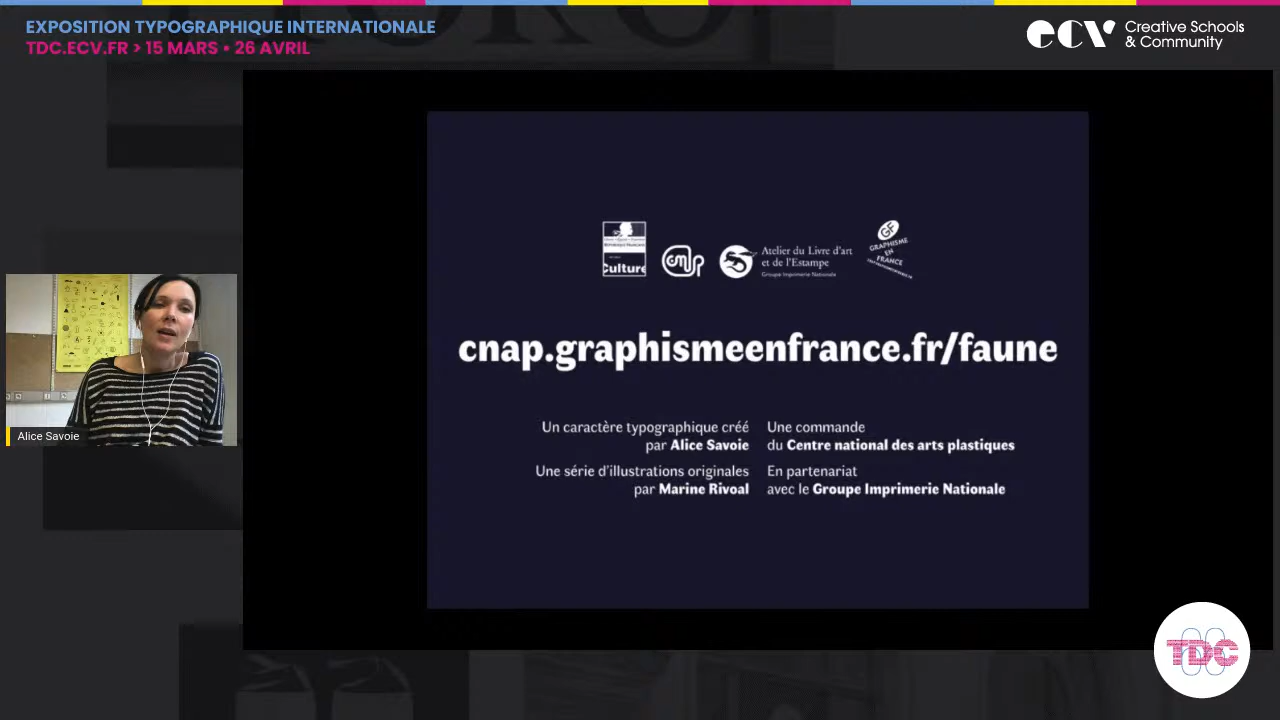 EXPOSITION TYPOGRAPHIQUE INTERNATIONALE
TDC.ECV.FR > 15 MARS • 26 AVRIL
ecv Creative Schools
& Community
Culture
cnap
Atelier du Livre d'art
et de l'Estampe
Groupe Imprimerie Nationale
GF
GRAPHISME
EN
FRANCE
cnap.graphismeenfrance.fr/faune
Un caractère typographique créé
par Alice Savoie
Une série d'illustrations originales
par Marine Rivoal
Une commande
du Centre national des arts plastiques
En partenariat
avec le Groupe Imprimerie Nationale
Alice Savoie
TDC